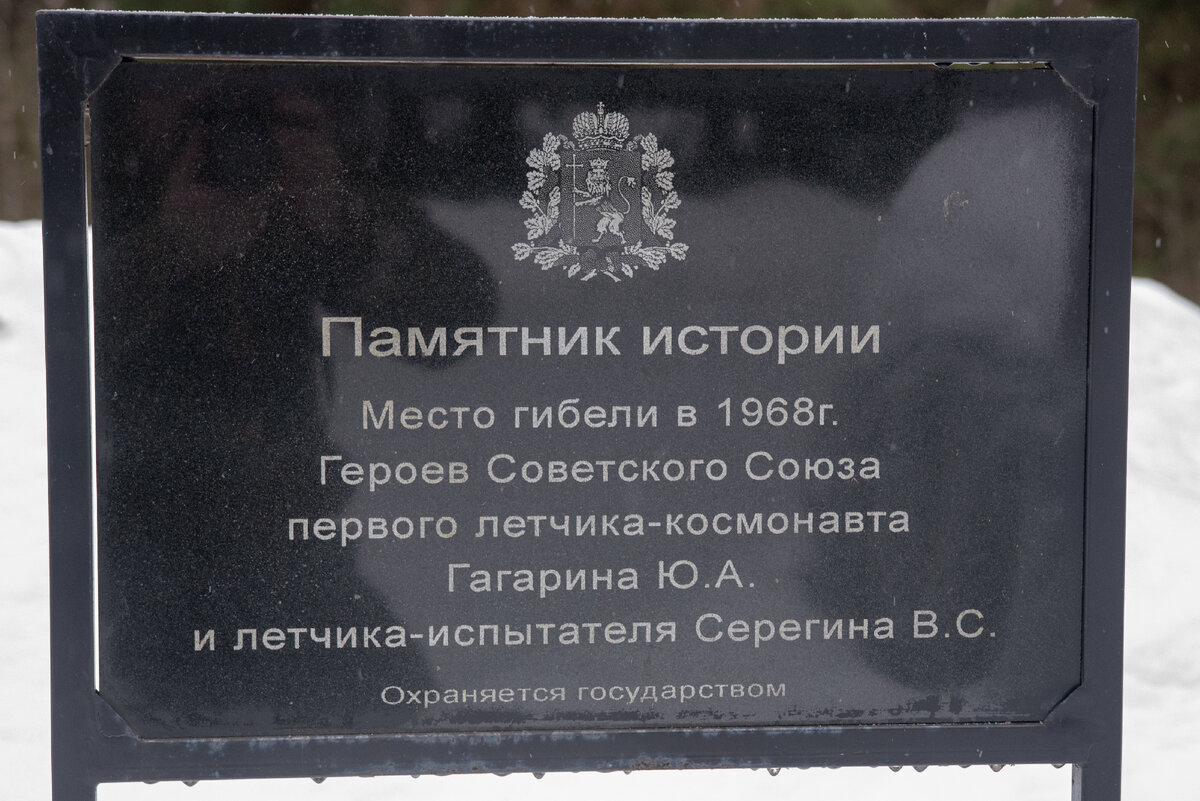 Памятник истории
Место гибели в 1968г.
Героев Советского Союза
первого летчика-космонавта
Гагарина Ю.А.
и летчика-испытателя Серегина В.С.
Охраняется государством